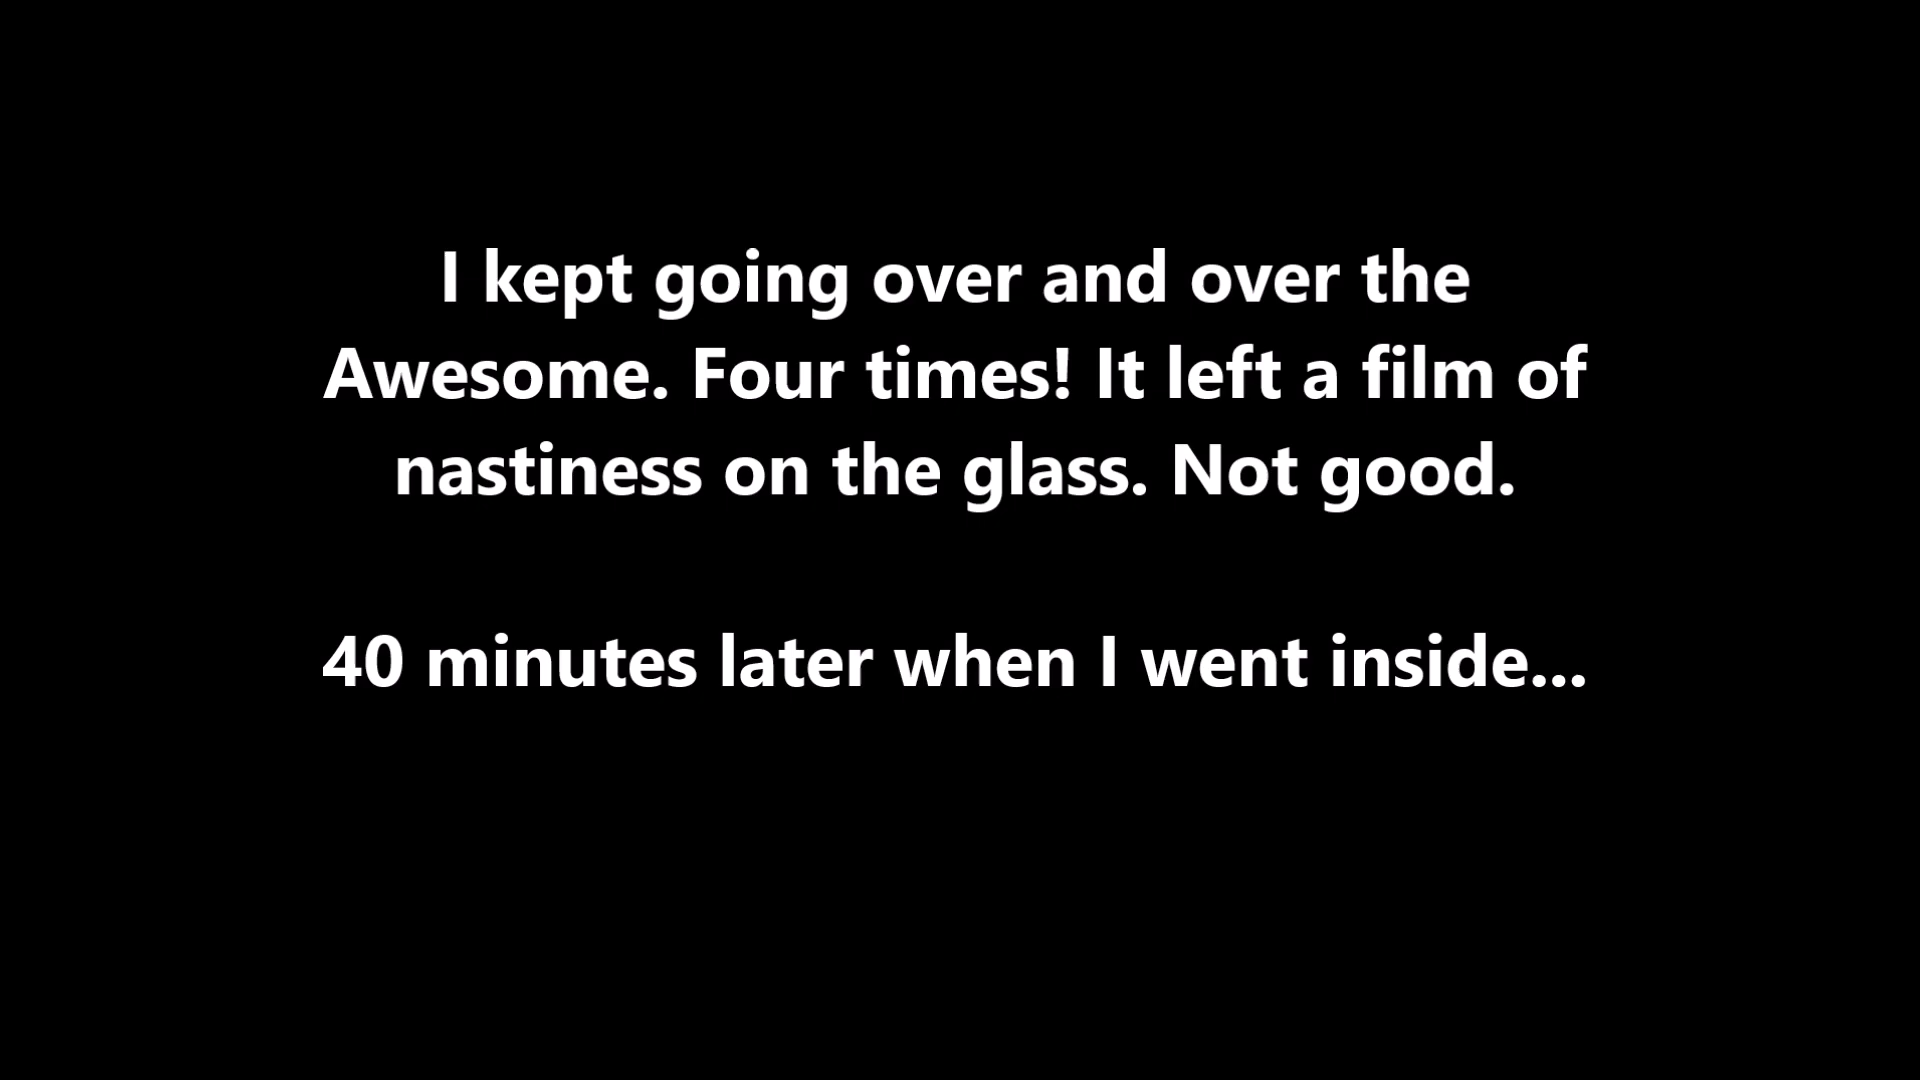 I kept going over and over the
Awesome. Four times! It left a film of
nastiness on the glass. Not good.
40 minutes later when I went inside...